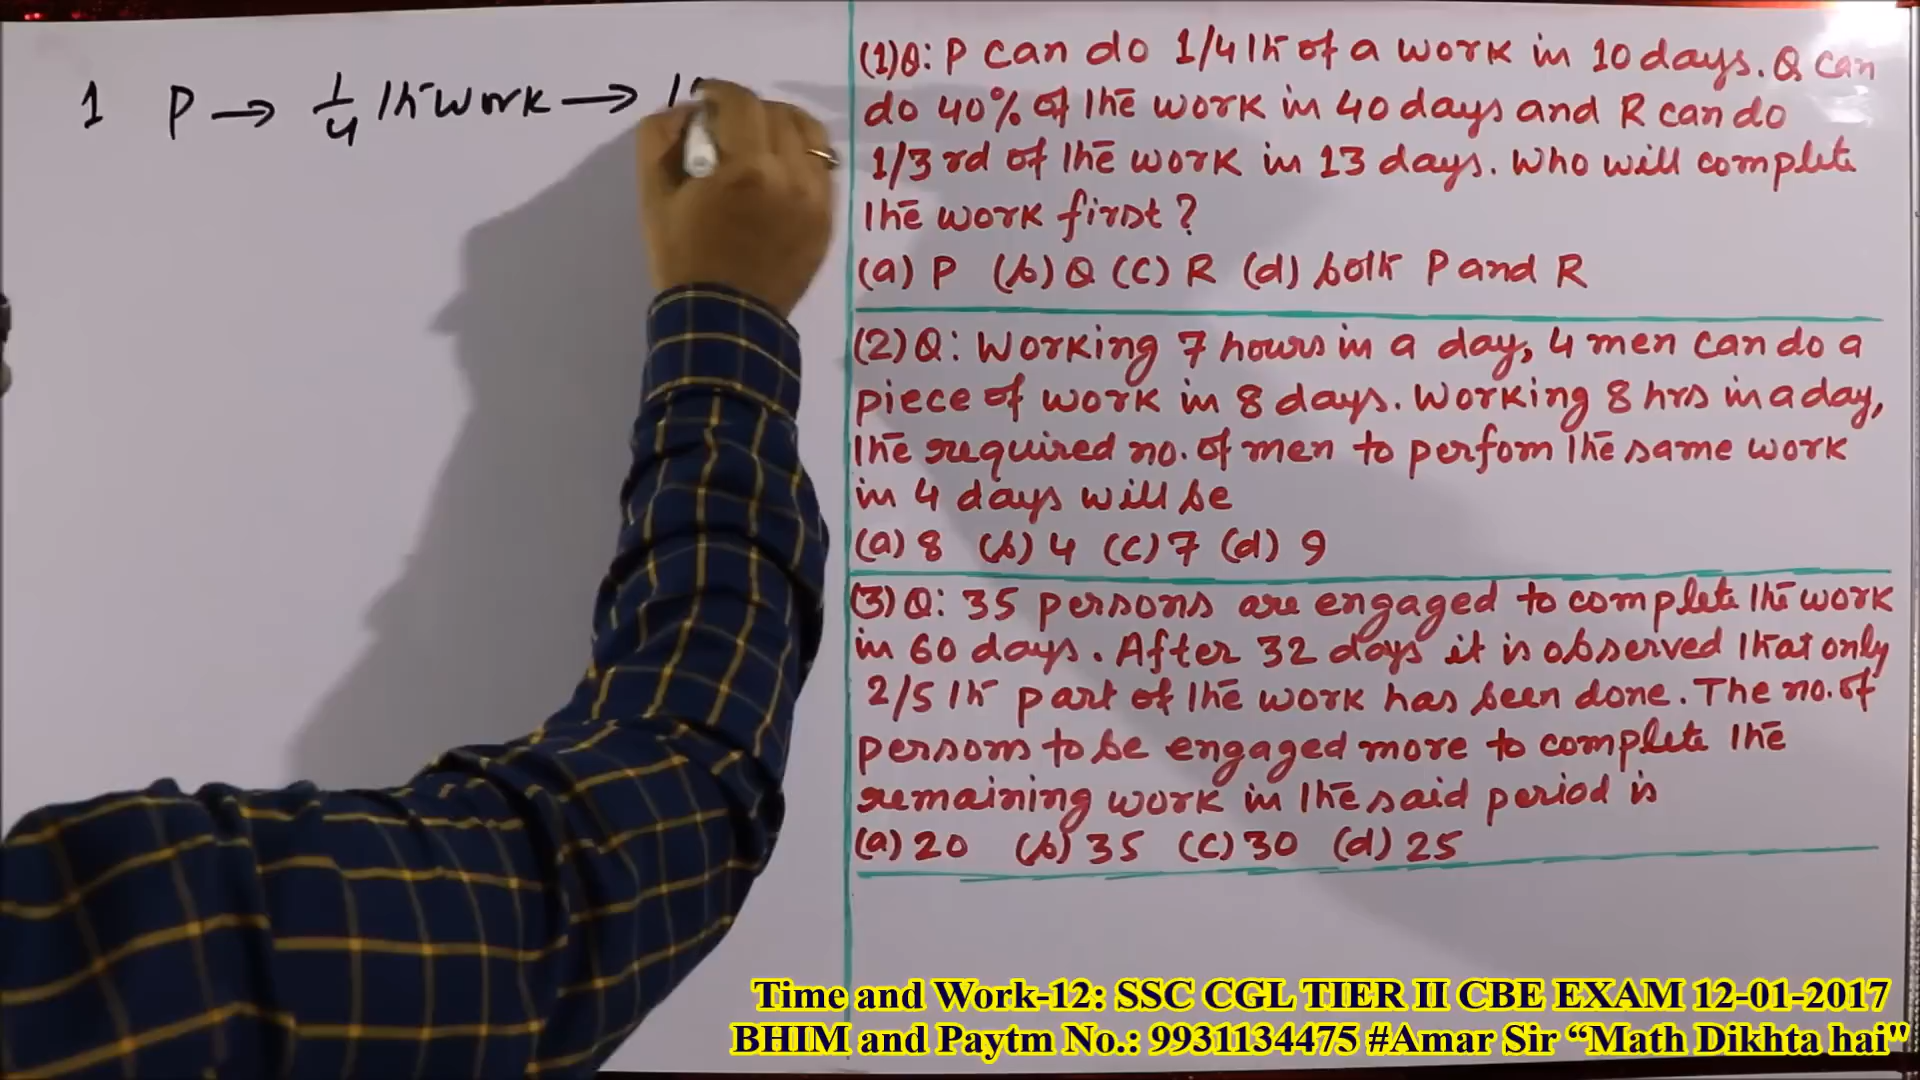 1 P → 1/4 th work → 1
(1)Q: P can do 1/4 th of a work in 10 days. Q can
do 40% of the work in 40 days and R can do
1/3 rd of the work in 13 days. Who will complete
the work first?
(a) P (b) Q (c) R (d) both P and R
(2) Q: Working 7 hours in a day, 4 men can do a
piece of work in 8 days. Working 8 hrs in a day,
the required no. of men to perfom the same work
in 4 days will be
(a) 8 (b) 4 (c) 7 (d) 9
(3) Q: 35 persons are engaged to complete the work
in 60 days. After 32 days it is observed that only
2/5 th part of the work has been done. The no. of
persons to be engaged more to complete the
remaining work in the said period is
(a) 20 (b) 35 (c) 30 (d) 25
Time and Work-12: SSC CGL TIER II CBE EXAM 12-01-2017
BHIM and Paytm No.: 9931134475 #Amar Sir “Math Dikhta hai"